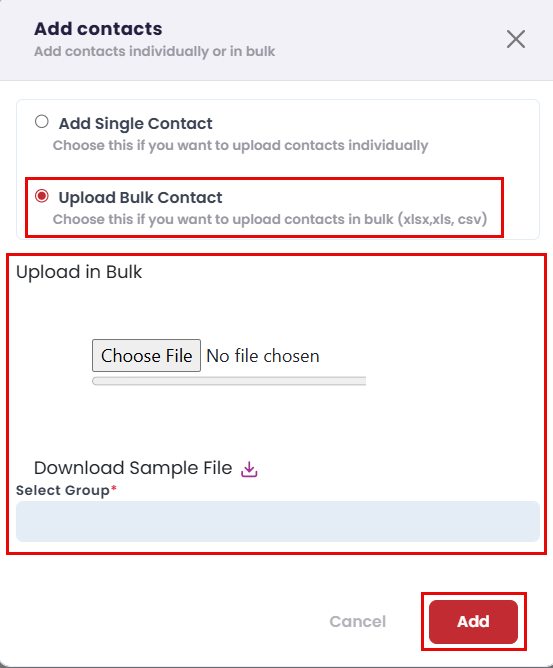 Add contacts
Add contacts individually or in bulk
Add Single Contact
Choose this if you want to upload contacts individually
Upload Bulk Contact
Choose this if you want to upload contacts in bulk (xlsx,xls, csv)
Upload in Bulk
Choose File No file chosen
Download Sample File
Select Group*
Cancel Add